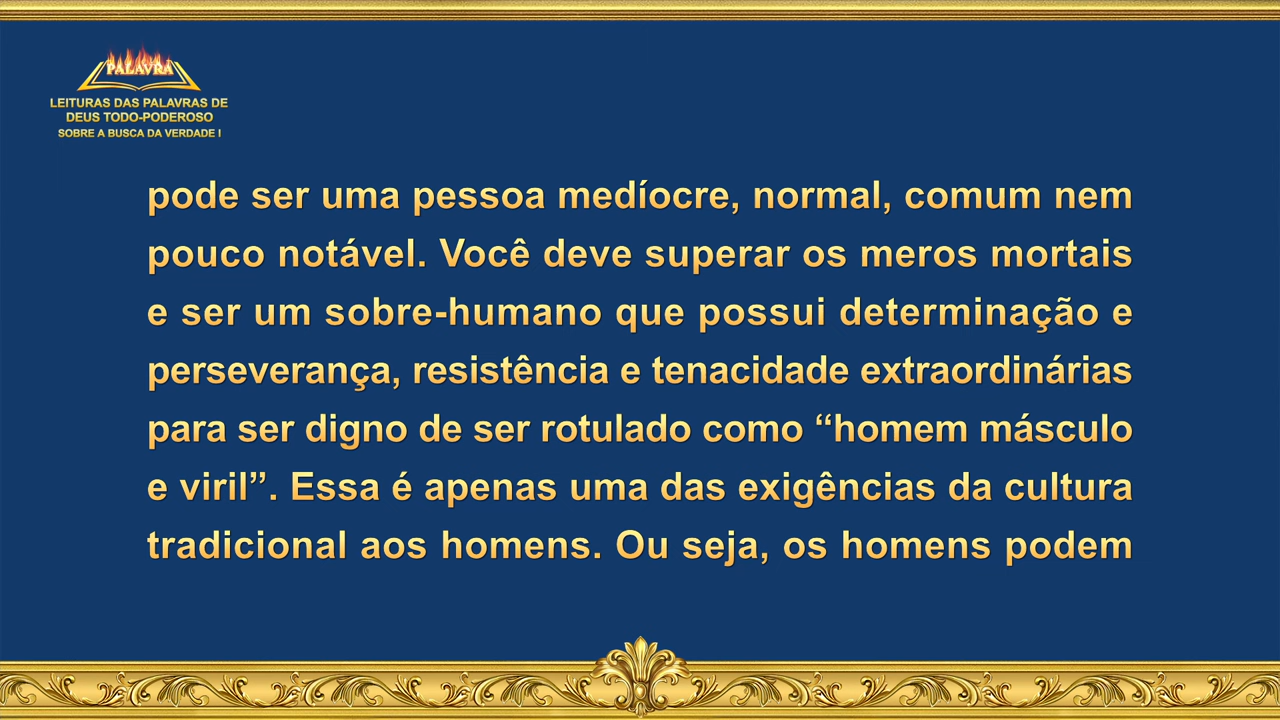 PALAVRA
LEITURAS DAS PALAVRAS DE
DEUS TODO-PODEROSO
SOBRE A BUSCA DA VERDADE I
pode ser uma pessoa medíocre, normal, comum nem
pouco notável. Você deve superar os meros mortais
e ser um sobre-humano que possui determinação e
perseverança, resistência e tenacidade extraordinárias
para ser digno de ser rotulado como “homem másculo
e viril”. Essa é apenas uma das exigências da cultura
tradicional aos homens. Ou seja, os homens podem